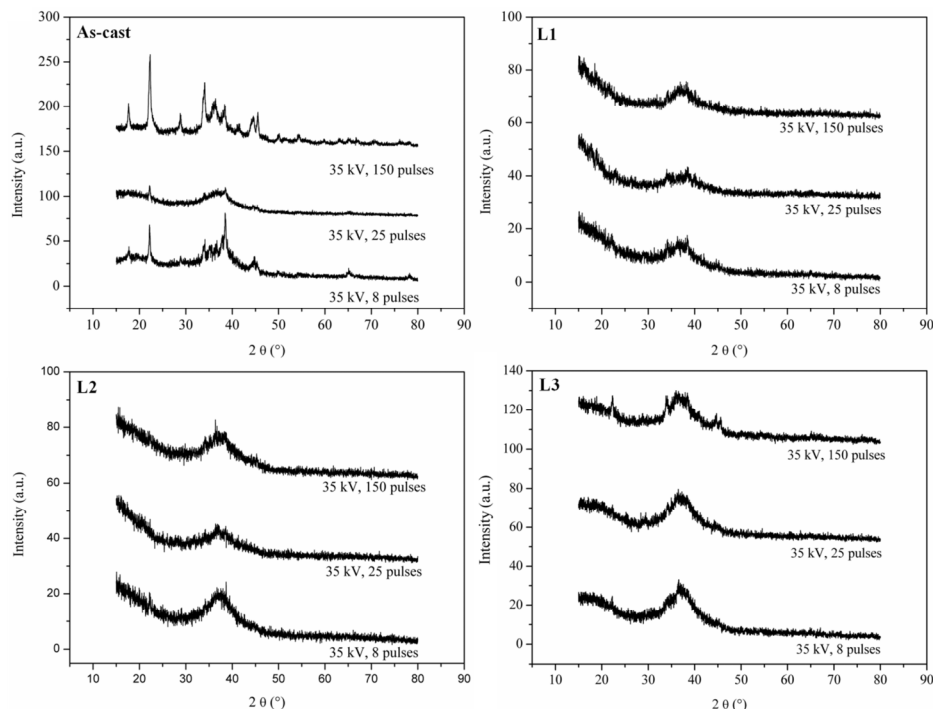 As-cast
300
250
200
150
100
50
0
Intensity (a.u.)
35 kV, 150 pulses
35 kV, 25 pulses
35 kV, 8 pulses
10 20 30 40 50 60 70 80 90
2 θ (°)
L1
100
80
60
40
20
0
Intensity (a.u.)
35 kV, 150 pulses
35 kV, 25 pulses
35 kV, 8 pulses
10 20 30 40 50 60 70 80 90
2 θ (°)
L2
100
80
60
40
20
0
Intensity (a.u.)
35 kV, 150 pulses
35 kV, 25 pulses
35 kV, 8 pulses
10 20 30 40 50 60 70 80 90
2 θ (°)
L3
140
120
100
80
60
40
20
0
Intensity (a.u.)
35 kV, 150 pulses
35 kV, 25 pulses
35 kV, 8 pulses
10 20 30 40 50 60 70 80 90
2 θ (°)